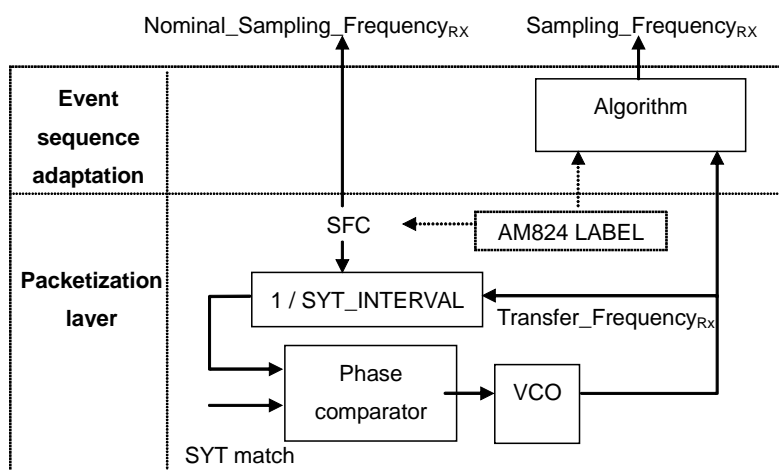 Nominal_Sampling_FrequencyRX
Sampling_FrequencyRX
Event
sequence
adaptation
Algorithm
SFC
AM824 LABEL
Packetization
layer
1 / SYT_INTERVAL
Transfer_FrequencyRx
Phase
comparator
VCO
SYT match